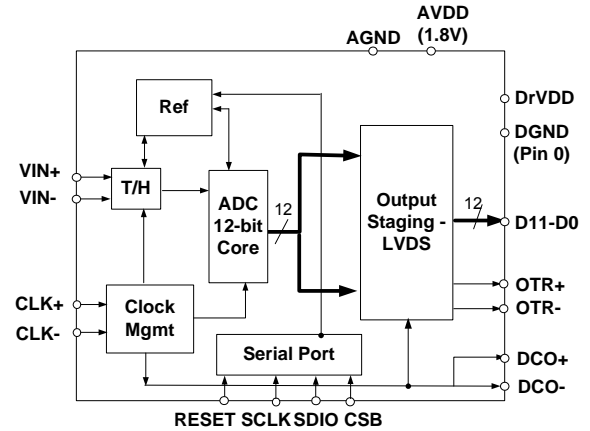 AVDD
(1.8V)
AGND
DrVDD
DGND
(Pin 0)
Ref
VIN+
VIN-
T/H
ADC
12-bit
Core
12
Output
Staging -
LVDS
12
D11-D0
OTR+
OTR-
CLK+
CLK-
Clock
Mgmt
Serial Port
DCO+
DCO-
RESET SCLK SDIO CSB